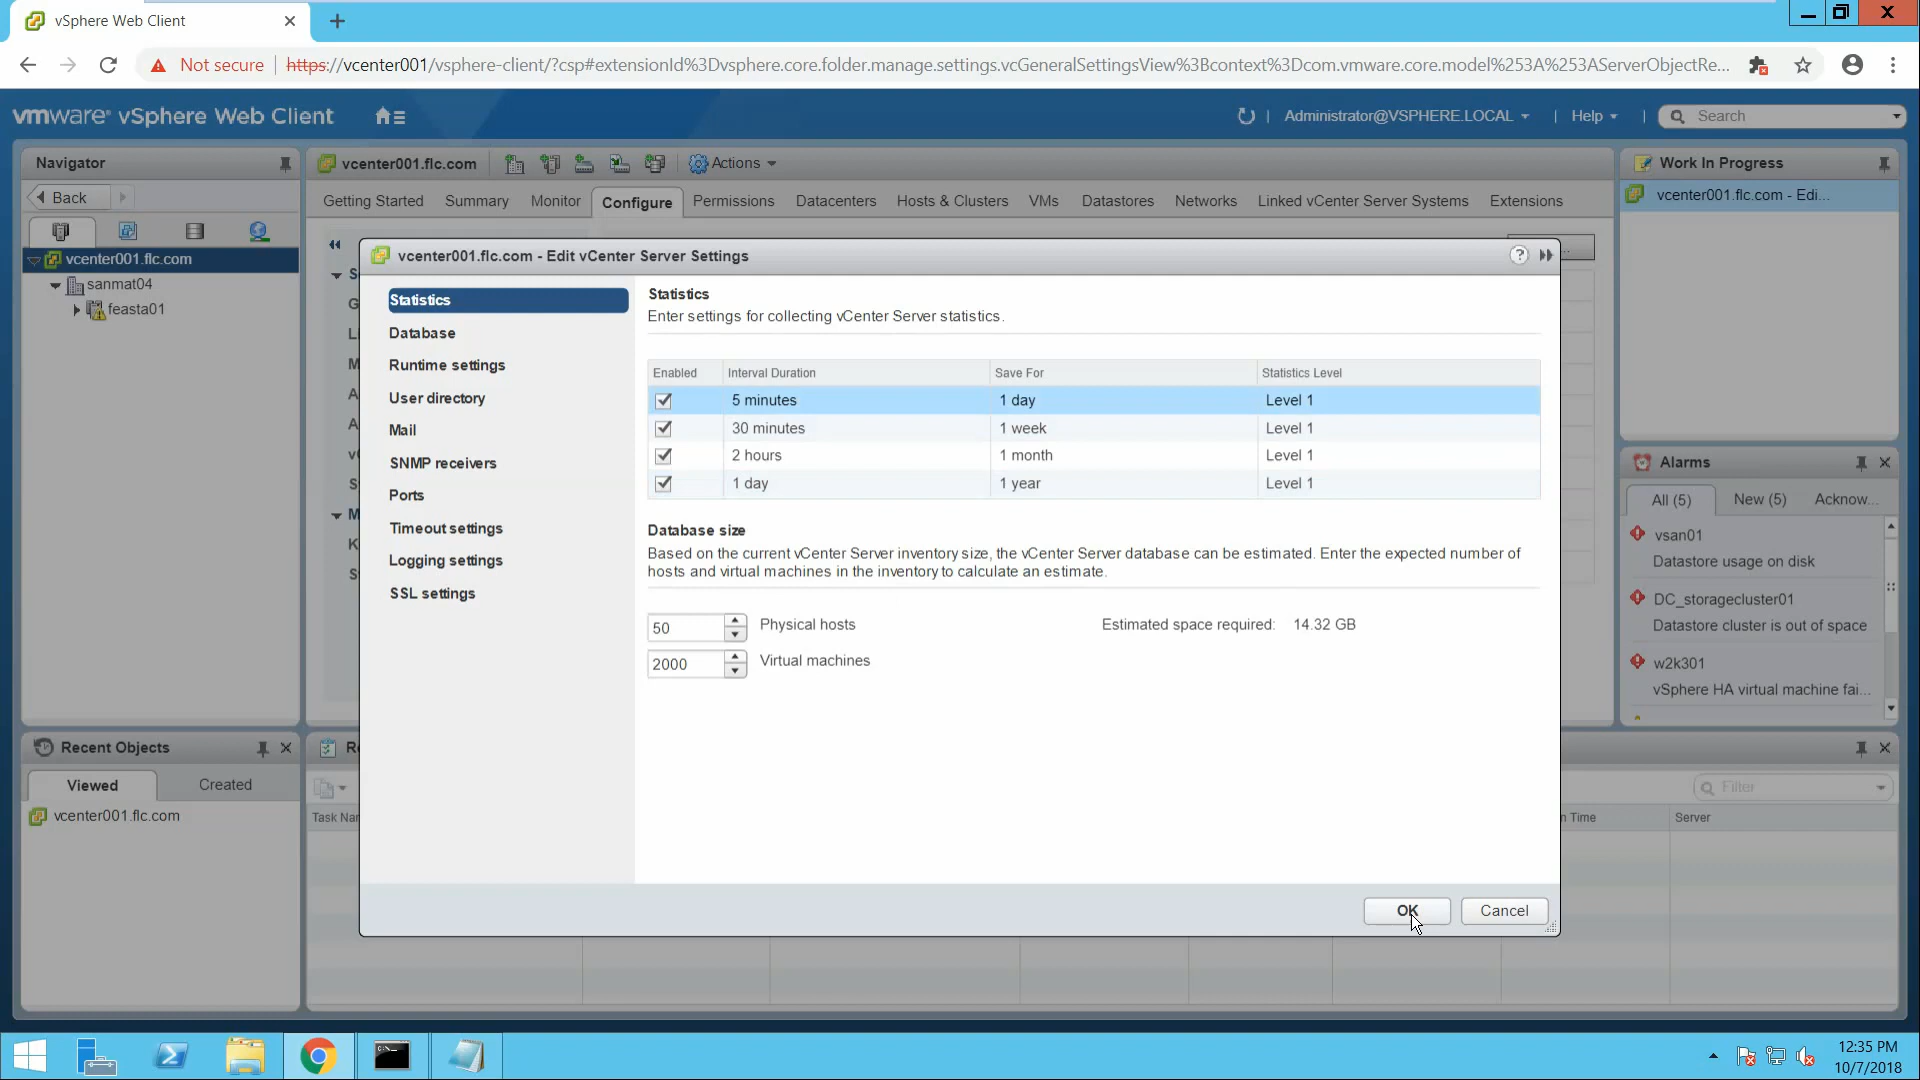 vSphere Web Client
Not secure
https://vcenter001/vsphere-client/?csp#extensionId%3Dvsphere.core.folder.manage.settings.vcGeneralSettingsView%3Bcontext%3Dcom.vmware.core.model%253A%253AServerObjectRe...
vmware® vSphere Web Client
Administrator@VSPHERE.LOCAL
Help
Search
Navigator
Back
vcenter001.flc.com
sanmat04
feasta01
vcenter001.flc.com
Actions
Getting Started
Summary
Monitor
Configure
Permissions
Datacenters
Hosts & Clusters
VMs
Datastores
Networks
Linked vCenter Server Systems
Extensions
vcenter001.flc.com - Edit vCenter Server Settings
Statistics
Database
Runtime settings
User directory
Mail
SNMP receivers
Ports
Timeout settings
Logging settings
SSL settings
Statistics
Enter settings for collecting vCenter Server statistics.
Enabled Interval Duration Save For Statistics Level
5 minutes 1 day Level 1
30 minutes 1 week Level 1
2 hours 1 month Level 1
1 day 1 year Level 1
Database size
Based on the current vCenter Server inventory size, the vCenter Server database can be estimated. Enter the expected number of
hosts and virtual machines in the inventory to calculate an estimate.
50 Physical hosts Estimated space required: 14.32 GB
2000 Virtual machines
OK
Cancel
Work In Progress
vcenter001.flc.com - Edi...
Alarms
All (5)
New (5)
Acknow...
vsan01
Datastore usage on disk
DC_storagecluster01
Datastore cluster is out of space
w2k301
vSphere HA virtual machine fai...
Recent Objects
Viewed
Created
vcenter001.flc.com
Filter
Task Nar
n Time
Server
12:35 PM
10/7/2018